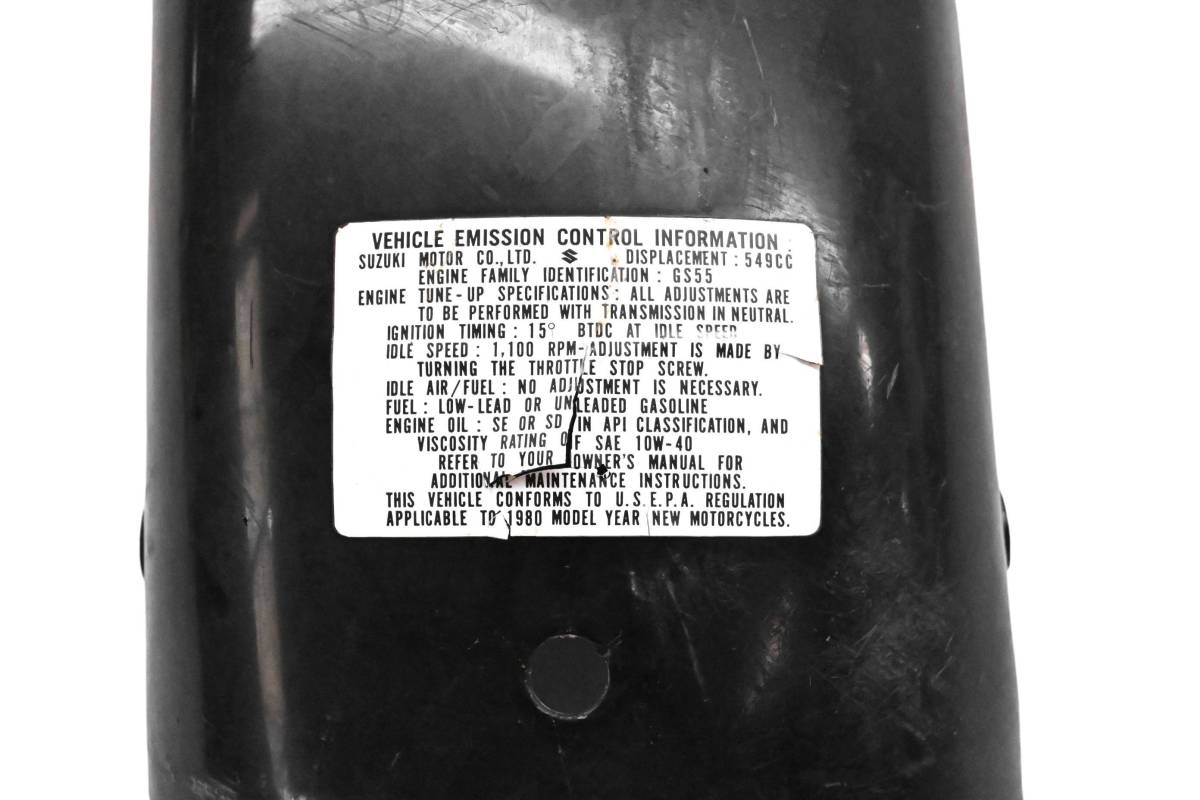 VEHICLE EMISSION CONTROL INFORMATION
SUZUKI MOTOR CO., LTD. DISPLACEMENT : 549CC
ENGINE FAMILY IDENTIFICATION : GS55
ENGINE TUNE-UP SPECIFICATIONS : ALL ADJUSTMENTS ARE
TO BE PERFORMED WITH TRANSMISSION IN NEUTRAL.
IGNITION TIMING : 15° BTDC AT IDLE SPEED
IDLE SPEED : 1,100 RPM-ADJUSTMENT IS MADE BY
TURNING THE THROTTLE STOP SCREW.
IDLE AIR/FUEL : NO ADJUSTMENT IS NECESSARY.
FUEL : LOW-LEAD OR UNLEADED GASOLINE
ENGINE OIL : SE OR SD IN API CLASSIFICATION, AND
VISCOSITY RATING OF SAE 10W-40
REFER TO YOUR OWNER'S MANUAL FOR
ADDITIONAL MAINTENANCE INSTRUCTIONS.
THIS VEHICLE CONFORMS TO U.S.E.P.A. REGULATION
APPLICABLE TO 1980 MODEL YEAR NEW MOTORCYCLES.